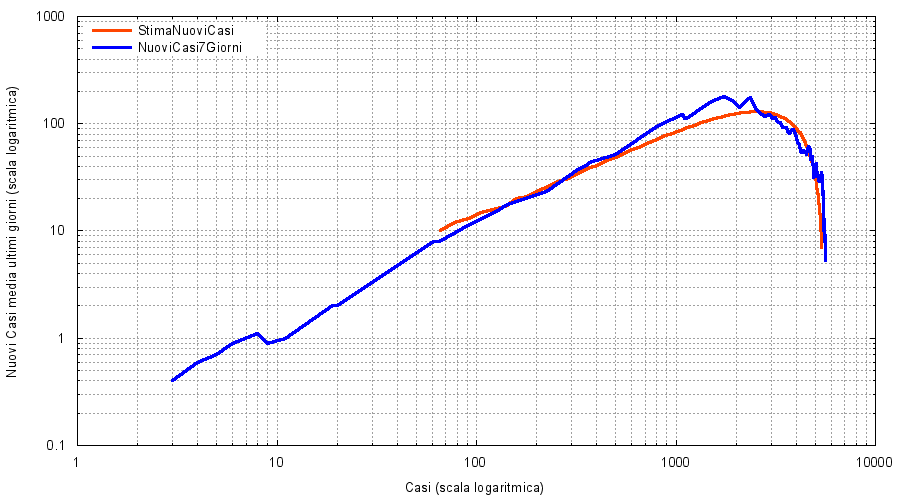 1000
StimaNuoviCasi
NuoviCasi7Giorni
100
10
1
0.1
Nuovi Casi media ultimi giorni (scala logaritmica)
1 10 100 1000 10000
Casi (scala logaritmica)